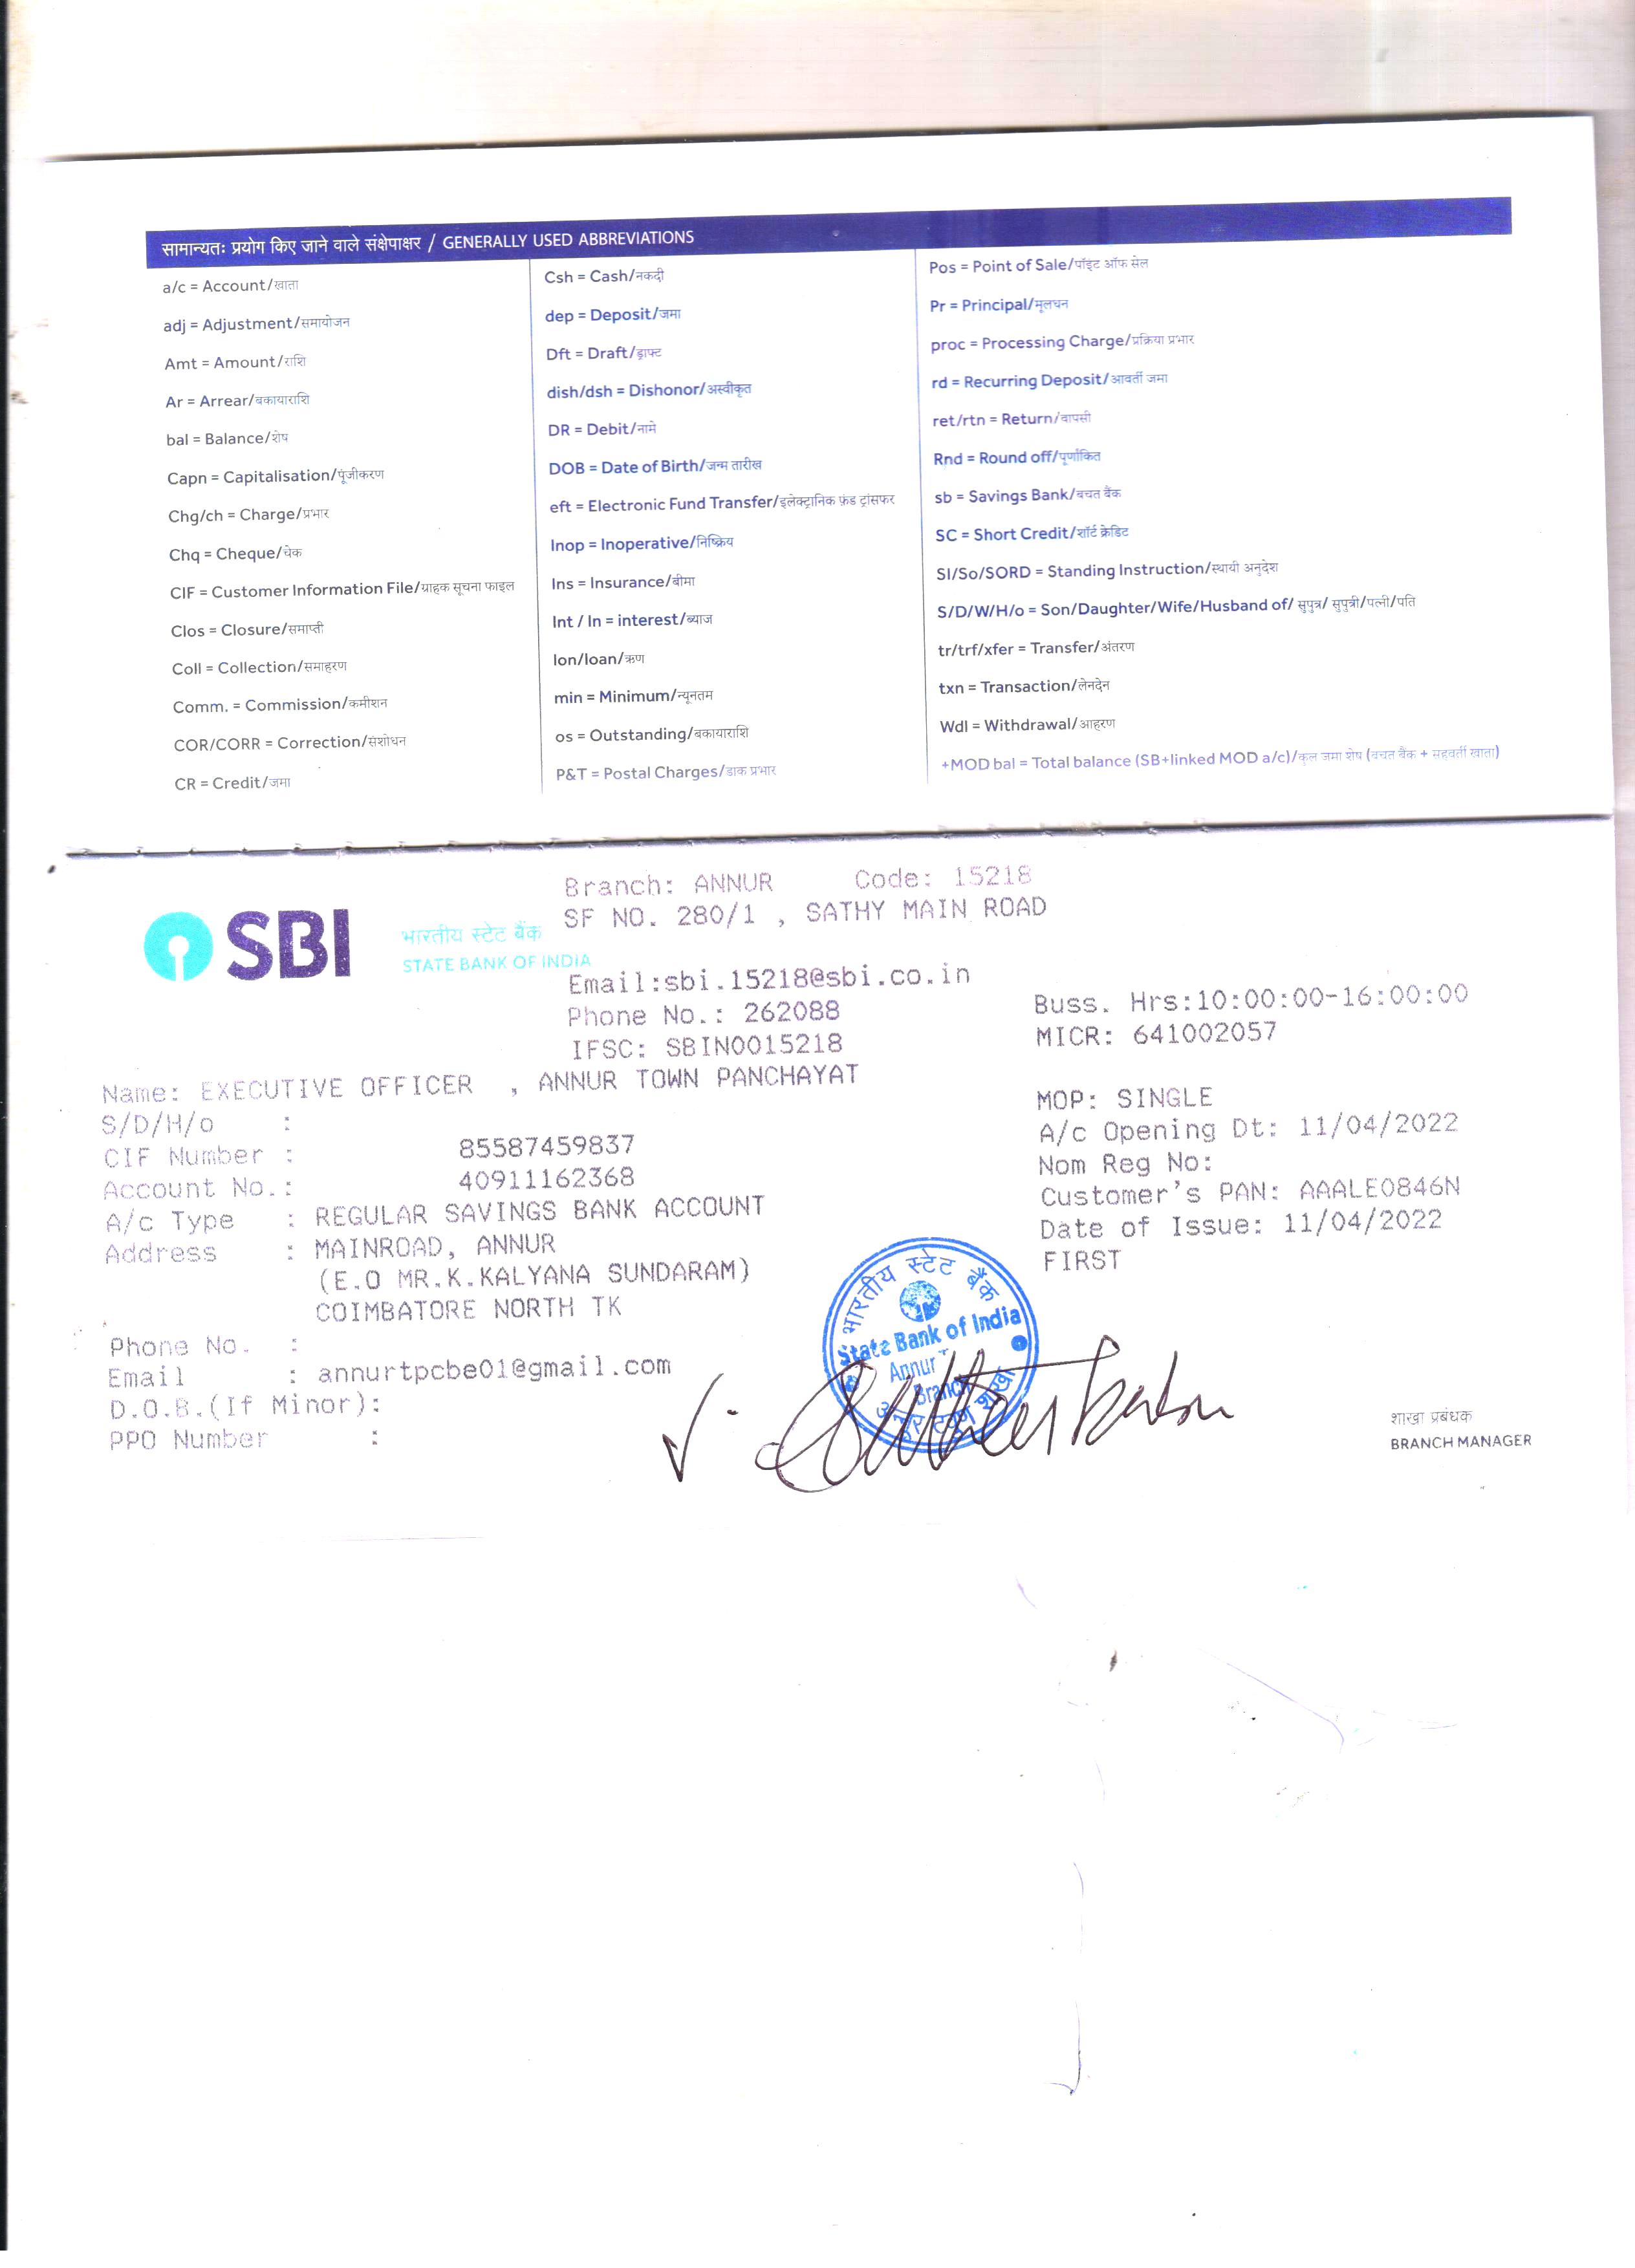 सामान्यतः प्रयोग किए जाने वाले संक्षेपाक्षर / GENERALLY USED ABBREVIATIONS
a/c = Account/खाता
adj = Adjustment/समायोजन
Amt = Amount/राशि
Ar = Arrear/बकायाराशि
bal = Balance/शेष
Capn = Capitalisation/पूंजीकरण
Chg/ch = Charge/प्रभार
Chq = Cheque/चेक
CIF = Customer Information File/ग्राहक सूचना फाइल
Clos = Closure/समाप्ती
Coll = Collection/समाहरण
Comm. = Commission/कमीशन
COR/CORR = Correction/संशोधन
CR = Credit/जमा
Csh = Cash/नकदी
dep = Deposit/जमा
Dft = Draft/ड्राफ्ट
dish/dsh = Dishonor/अस्वीकृत
DR = Debit/नामे
DOB = Date of Birth/जन्म तारीख
eft = Electronic Fund Transfer/इलेक्ट्रानिक फ़ंड ट्रांसफर
Inop = Inoperative/निष्क्रिय
Ins = Insurance/बीमा
Int / In = interest/ब्याज
lon/loan/ऋण
min = Minimum/न्यूनतम
os = Outstanding/बकायाराशि
P&T = Postal Charges/डाक प्रभार
Pos = Point of Sale/पॉइंट ऑफ सेल
Pr = Principal/मूलधन
proc = Processing Charge/प्रक्रिया प्रभार
rd = Recurring Deposit/आवर्ती जमा
ret/rtn = Return/वापसी
Rnd = Round off/पूर्णांकित
sb = Savings Bank/बचत बैंक
SC = Short Credit/शॉर्ट क्रेडिट
SI/So/SORD = Standing Instruction/स्थायी अनुदेश
S/D/W/H/o = Son/Daughter/Wife/Husband of/ सुपुत्र/ सुपुत्री/पत्नी/पति
tr/trf/xfer = Transfer/अंतरण
txn = Transaction/लेनदेन
Wdl = Withdrawal/आहरण
+MOD bal = Total balance (SB+linked MOD a/c)/कुल जमा शेष (बचत बैंक + सहवर्ती खाता)
Branch: ANNUR Code: 15218
SF NO. 280/1 , SATHY MAIN ROAD
SBI
भारतीय स्टेट बैंक
STATE BANK OF INDIA
Email:sbi.15218@sbi.co.in
Phone No.: 262088
IFSC: SBIN0015218
Buss. Hrs:10:00:00-16:00:00
MICR: 641002057
Name: EXECUTIVE OFFICER , ANNUR TOWN PANCHAYAT
S/D/H/o :
CIF Number : 85587459837
Account No.: 40911162368
A/c Type : REGULAR SAVINGS BANK ACCOUNT
Address : MAINROAD, ANNUR
(E.O MR.K.KALYANA SUNDARAM)
COIMBATORE NORTH TK
Phone No. :
Email : annurtpcbe01@gmail.com
D.O.B.(If Minor):
PPO Number :
MOP: SINGLE
A/c Opening Dt: 11/04/2022
Nom Reg No:
Customer's PAN: AAALE0846N
Date of Issue: 11/04/2022
FIRST
भारतीय स्टेट बैंक
State Bank of India
Annur
Branch
शाखा
शाखा प्रबंधक
BRANCH MANAGER